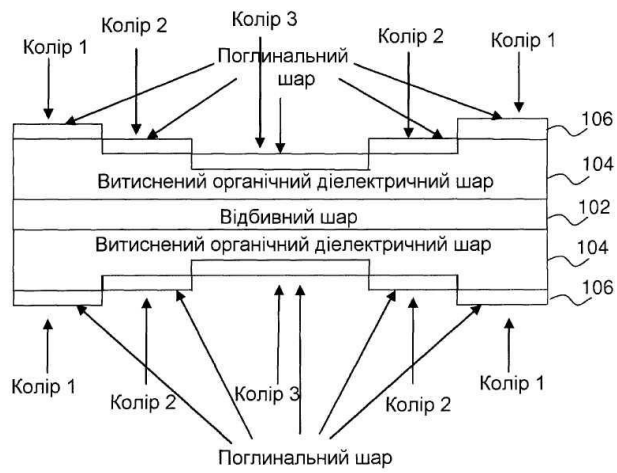 Колір 3
Колір 2
Колір 2
Колір 1
Колір 1
Поглинальний
шар
106
104
Витиснений органічний діелектричний шар
102
Відбивний шар
Витиснений органічний діелектричний шар
104
106
Колір 1
Колір 2
Колір 3
Колір 2
Колір 1
Поглинальний шар